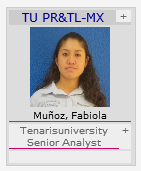 TU PR&TL-MX +
Muñoz, Fabiola
Tenarisuniversity +
Senior Analyst